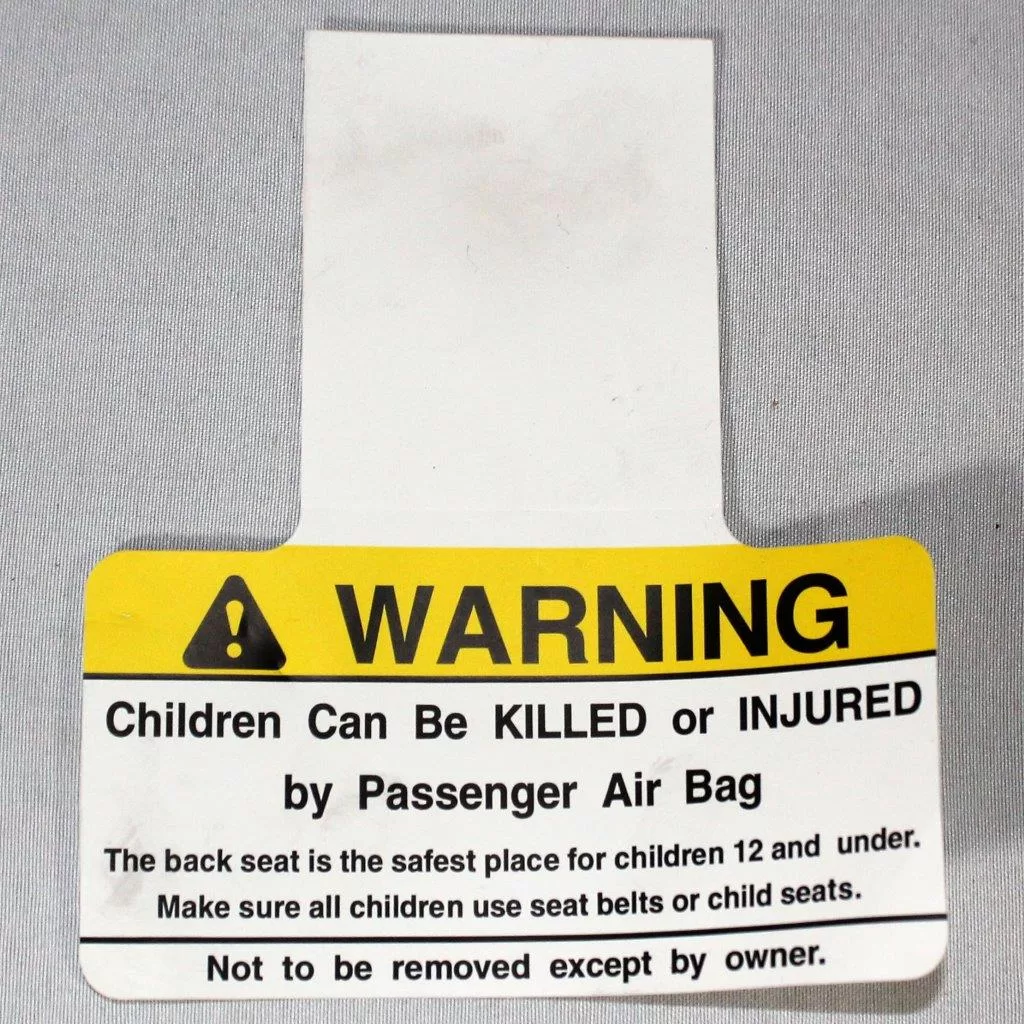 WARNING
Children Can Be KILLED or INJURED
by Passenger Air Bag
The back seat is the safest place for children 12 and under.
Make sure all children use seat belts or child seats.
Not to be removed except by owner.